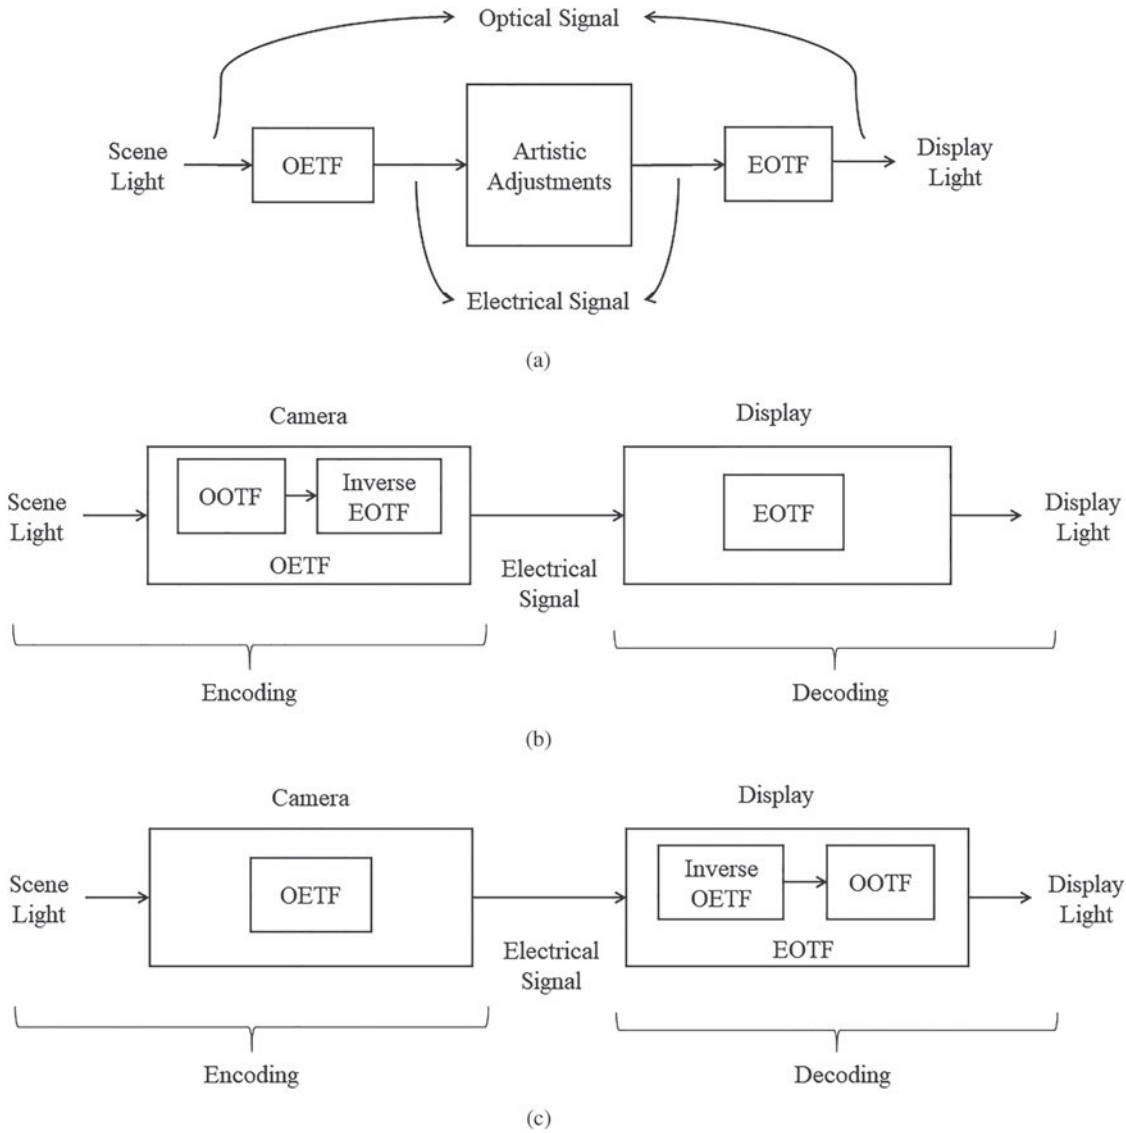 Optical Signal
Scene
Light
OETF
Artistic
Adjustments
EOTF
Display
Light
Electrical Signal
(a)
Camera
Display
Scene
Light
OOTF
Inverse
EOTF
OETF
Electrical
Signal
EOTF
Display
Light
Encoding
Decoding
(b)
Camera
Display
Scene
Light
OETF
Electrical
Signal
Inverse
OETF
OOTF
EOTF
Display
Light
Encoding
Decoding
(c)